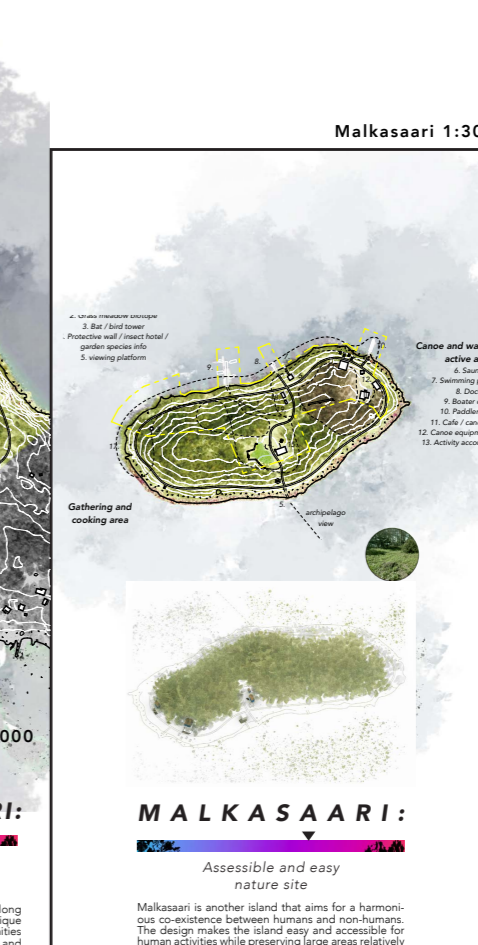 Malkasaari 1:30
2. Grass meadow biotope
3. Bat / bird tower
. Protective wall / insect hotel /
garden species info
5. viewing platform
9.
8.
Canoe and wa
active a
6. Saun
7. Swimming p
8. Doc
9. Boater
10. Paddler
11. Cafe / cano
12. Canoe equipm
13. Activity acco
Gathering and
cooking area
5.
archipelago
view
000
RI:
MALKASAARI:
Assessible and easy
nature site
long
ique
ities
and
Malkasaari is another island that aims for a harmoni-
ous co-existence between humans and non-humans.
The design makes the island easy and accessible for
human activities while preserving large areas relatively